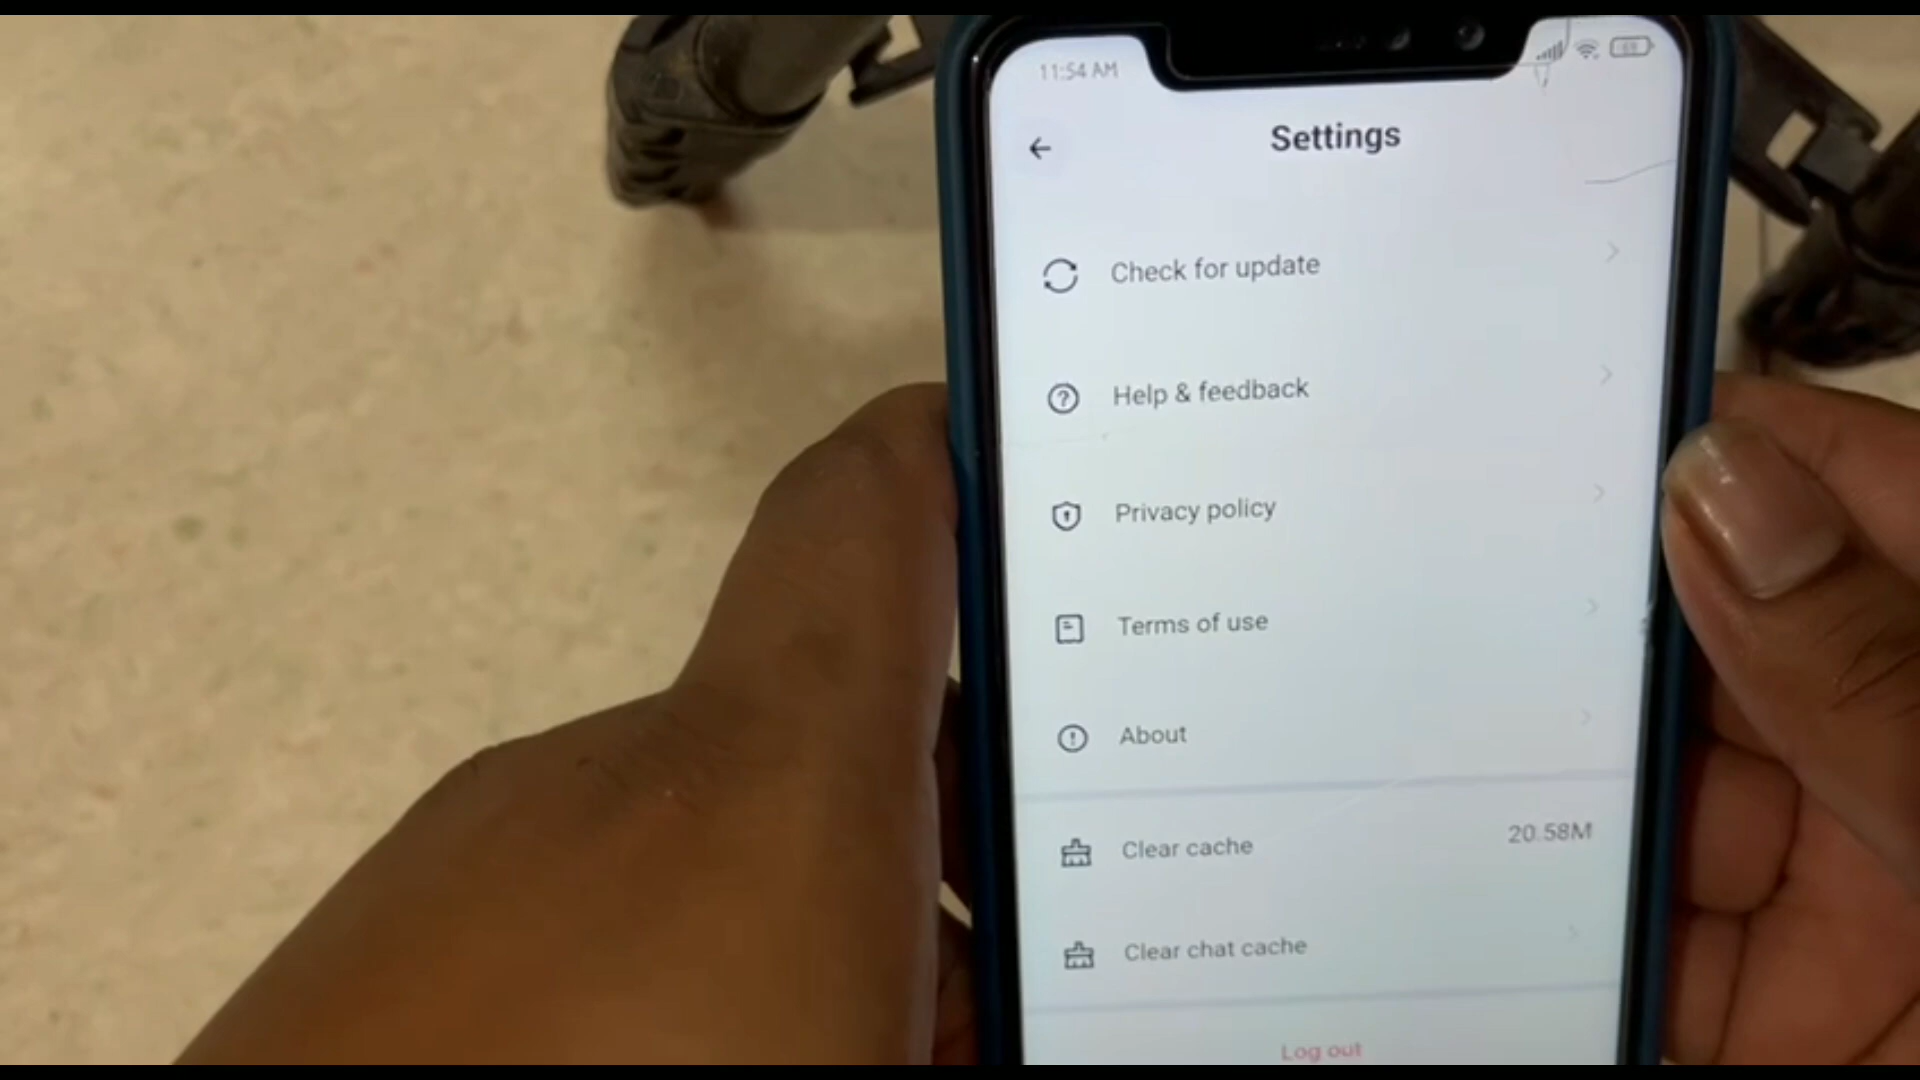 11:54 AM
Settings
Check for update
Help & feedback
Privacy policy
Terms of use
About
Clear cache 20.58M
Clear chat cache
Log out